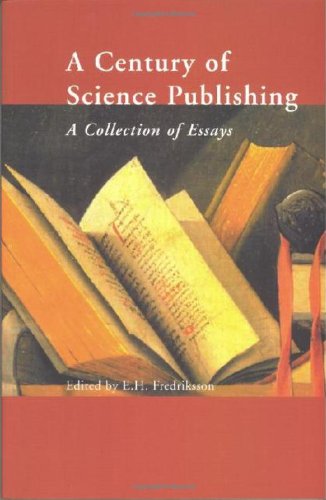 A Century of
Science Publishing
A Collection of Essays
Edited by E.H. Fredriksson